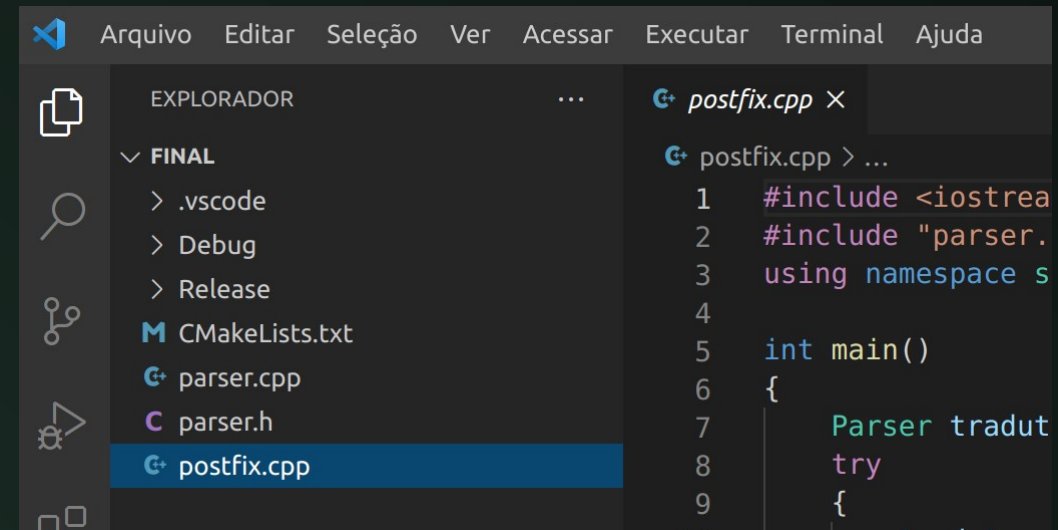 Arquivo Editar Seleção Ver Acessar Executar Terminal Ajuda
EXPLORADOR ...
FINAL
> .vscode
> Debug
> Release
M CMakeLists.txt
parser.cpp
C parser.h
postfix.cpp
postfix.cpp ×
postfix.cpp > ...
1 #include <iostrea
2 #include "parser.
3 using namespace s
4
5 int main()
6 {
7 Parser tradut
8 try
9 {